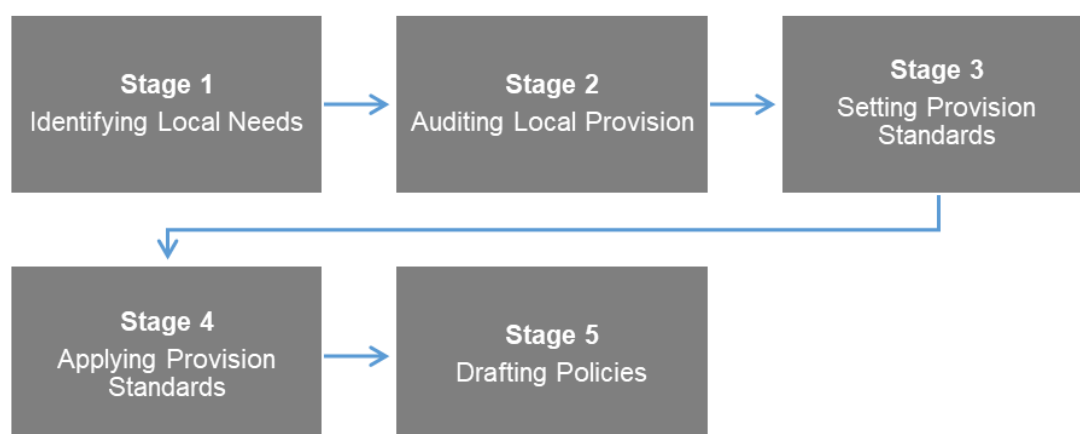 Stage 1
Identifying Local Needs
Stage 2
Auditing Local Provision
Stage 3
Setting Provision
Standards
Stage 4
Applying Provision
Standards
Stage 5
Drafting Policies